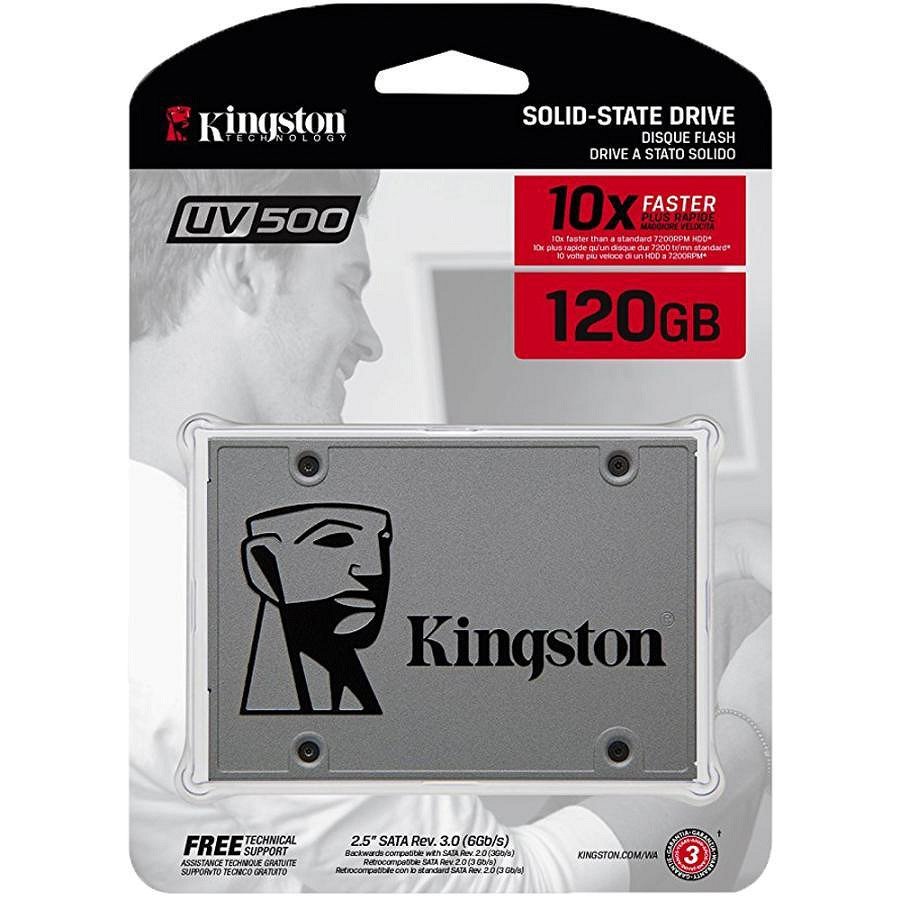 Kingston
TECHNOLOGY
SOLID-STATE DRIVE
DISQUE FLASH
DRIVE A STATO SOLIDO
UV500
10x FASTER
PLUS RAPIDE
MAGGIORE VELOCITÀ
10x faster than a standard 7200RPM HDD*
10x plus rapide qu'un disque dur 7200 tr/mn standard*
10 volte piu veloce di un HDD a 7200RPM*
120GB
Kingston®
FREE TECHNICAL SUPPORT
ASSISTANCE TECHNIQUE GRATUITE
SUPPORTO TECNICO GRATUITO
2.5" SATA Rev. 3.0 (6Gb/s)
Backwards compatible with SATA Rev. 2.0 (3Gb/s)
Retrocompatible SATA Rev. 2.0 (3 Gb/s)
Retrocompatibile con lo standard SATA Rev. 2.0 (3 Gb/s)
KINGSTON.COM/WA
3
†